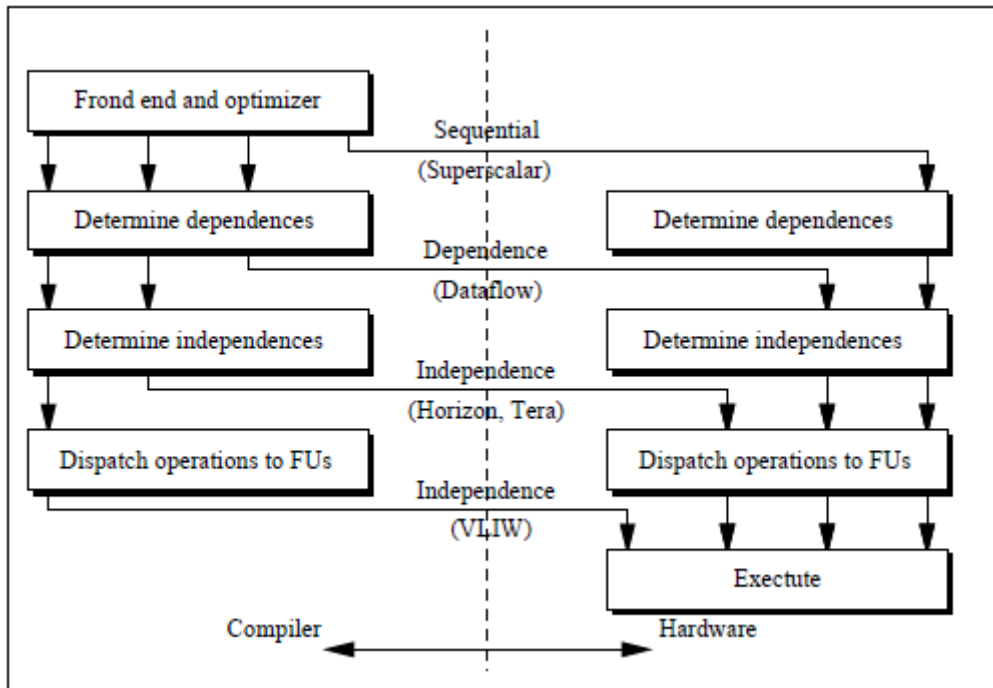 Frond end and optimizer
Sequential
(Superscalar)
Determine dependences
Determine dependences
Dependence
(Dataflow)
Determine independences
Determine independences
Independence
(Horizon, Tera)
Dispatch operations to FUs
Dispatch operations to FUs
Independence
(VLIW)
Exectute
Compiler
Hardware